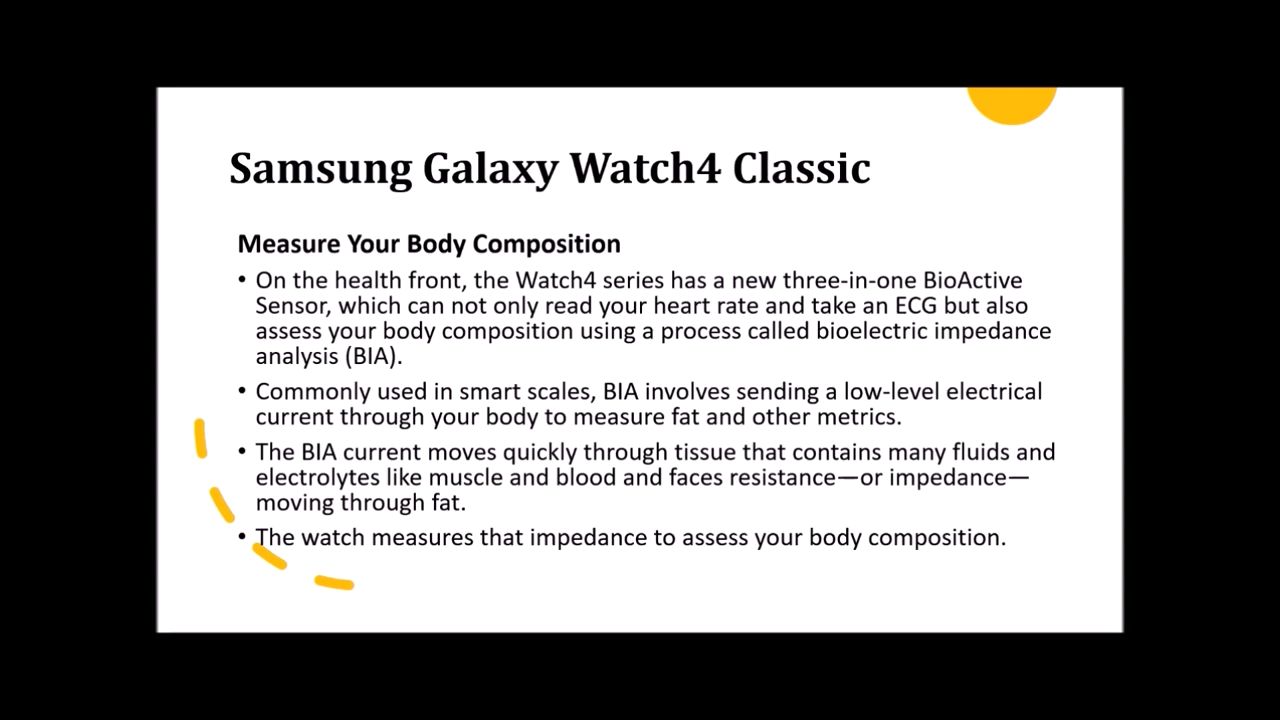 Samsung Galaxy Watch4 Classic
Measure Your Body Composition
• On the health front, the Watch4 series has a new three-in-one BioActive
Sensor, which can not only read your heart rate and take an ECG but also
assess your body composition using a process called bioelectric impedance
analysis (BIA).
• Commonly used in smart scales, BIA involves sending a low-level electrical
current through your body to measure fat and other metrics.
• The BIA current moves quickly through tissue that contains many fluids and
electrolytes like muscle and blood and faces resistance—or impedance—
moving through fat.
• The watch measures that impedance to assess your body composition.